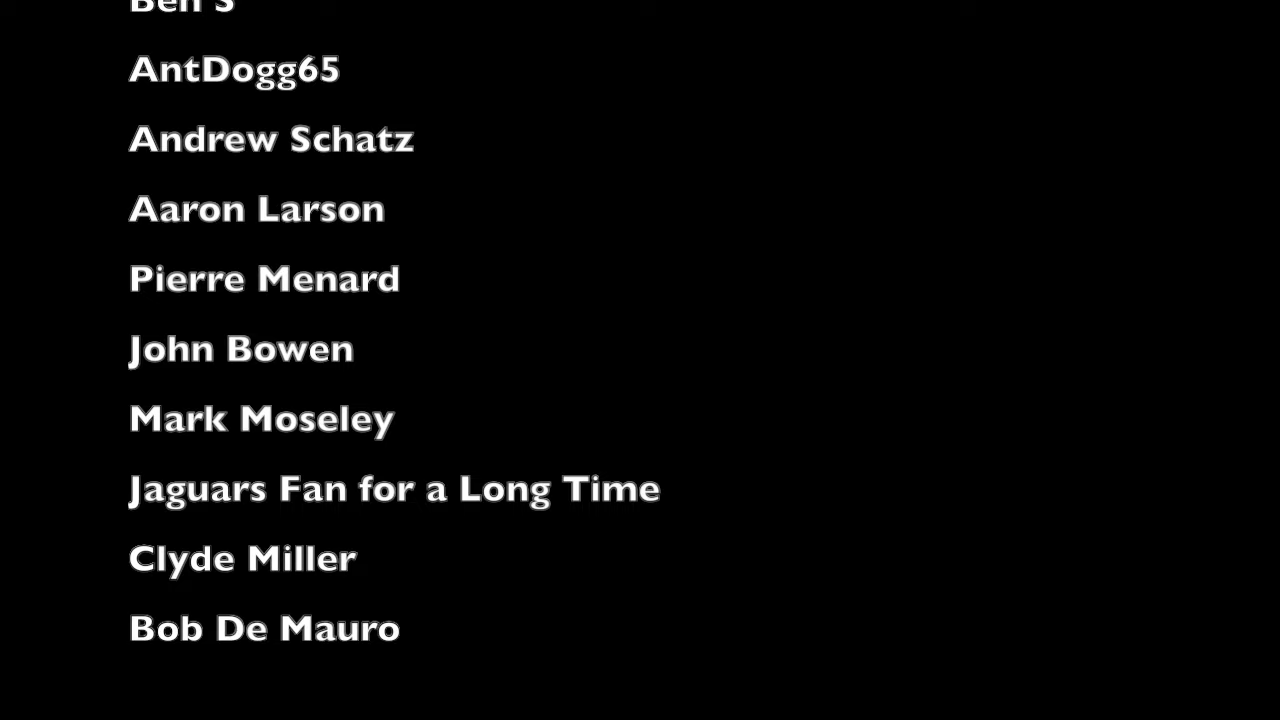 Ben S
AntDogg65
Andrew Schatz
Aaron Larson
Pierre Menard
John Bowen
Mark Moseley
Jaguars Fan for a Long Time
Clyde Miller
Bob De Mauro